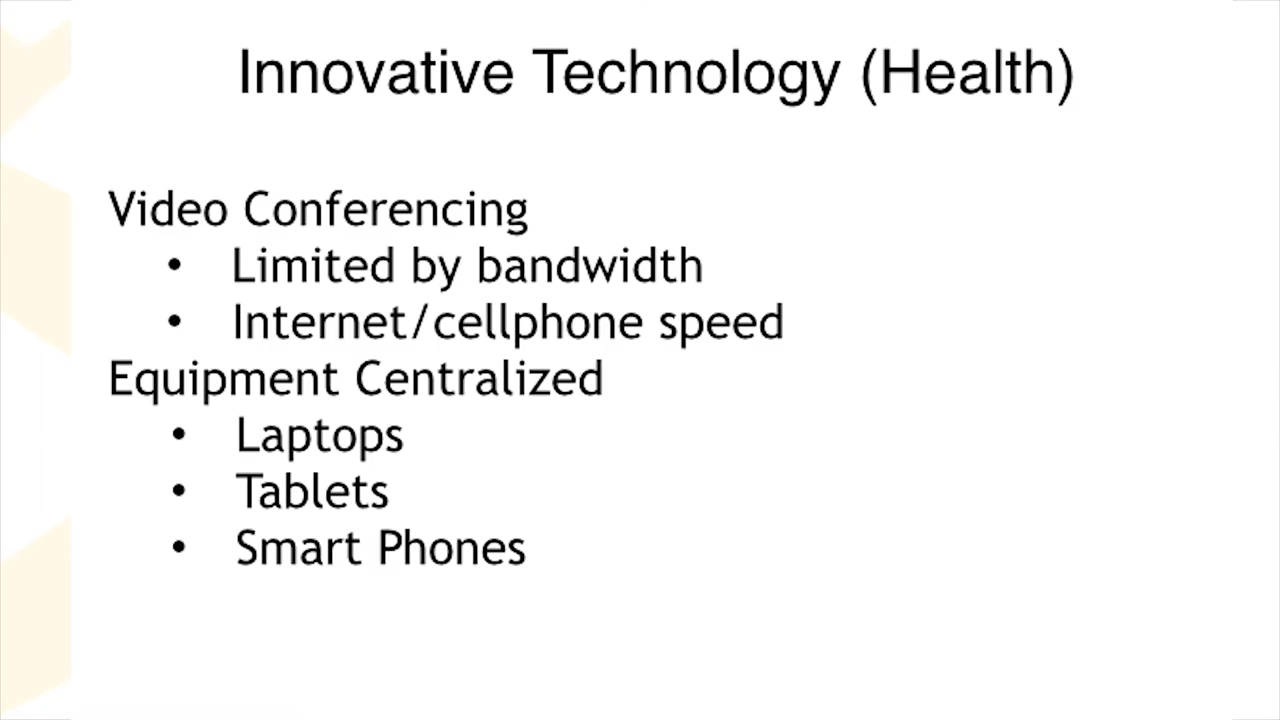 Innovative Technology (Health)
Video Conferencing
• Limited by bandwidth
• Internet/cellphone speed
Equipment Centralized
• Laptops
• Tablets
• Smart Phones